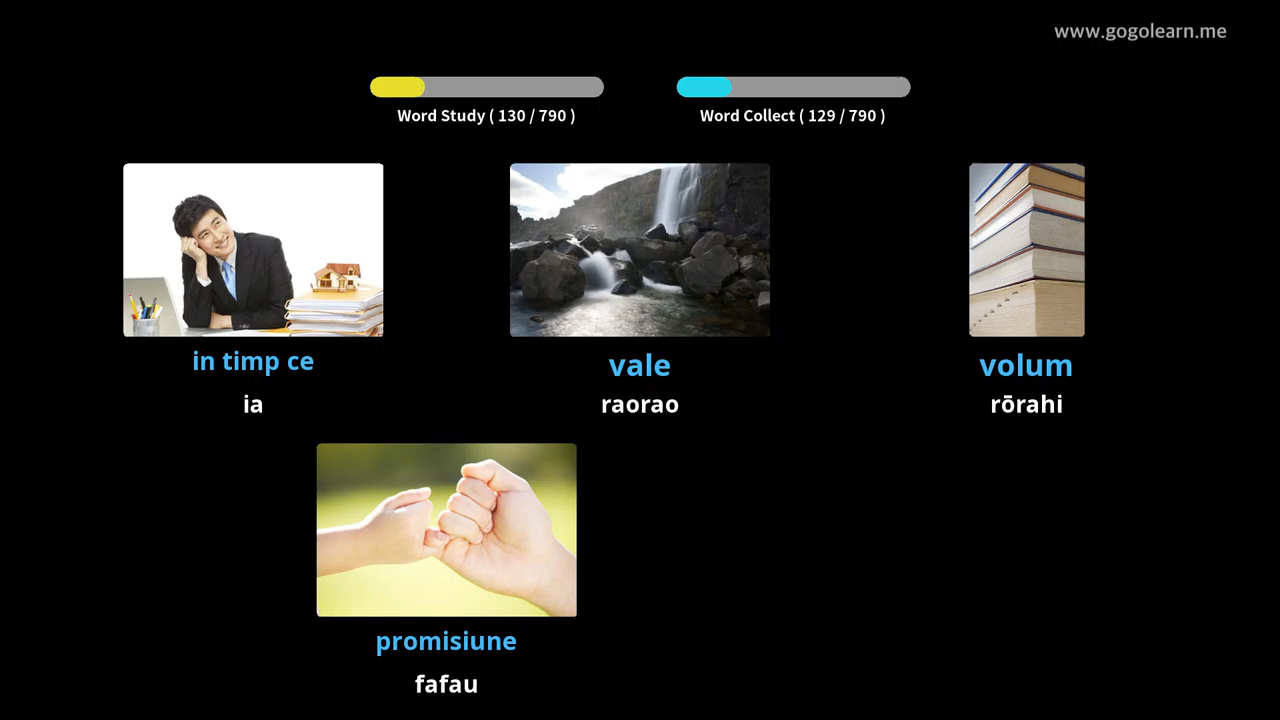 www.gogolearn.me
Word Study ( 130 / 790 )
Word Collect ( 129 / 790 )
in timp ce
ia
vale
raorao
volum
rōrahi
promisiune
fafau